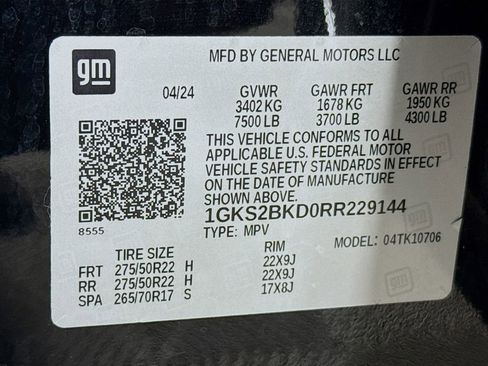 gm
MFD BY GENERAL MOTORS LLC
04/24 GVWR GAWR FRT GAWR RR
3402 KG 1678 KG 1950 KG
7500 LB 3700 LB 4300 LB
THIS VEHICLE CONFORMS TO ALL
APPLICABLE U.S. FEDERAL MOTOR
VEHICLE SAFETY STANDARDS IN EFFECT
ON THE DATE OF MANUFACTURE
SHOWN ABOVE.
1GKS2BKD0RR229144
8555 TYPE: MPV MODEL: 04TK10706
TIRE SIZE RIM
FRT 275/50R22 H 22X9J
RR 275/50R22 H 22X9J
SPA 265/70R17 S 17X8J